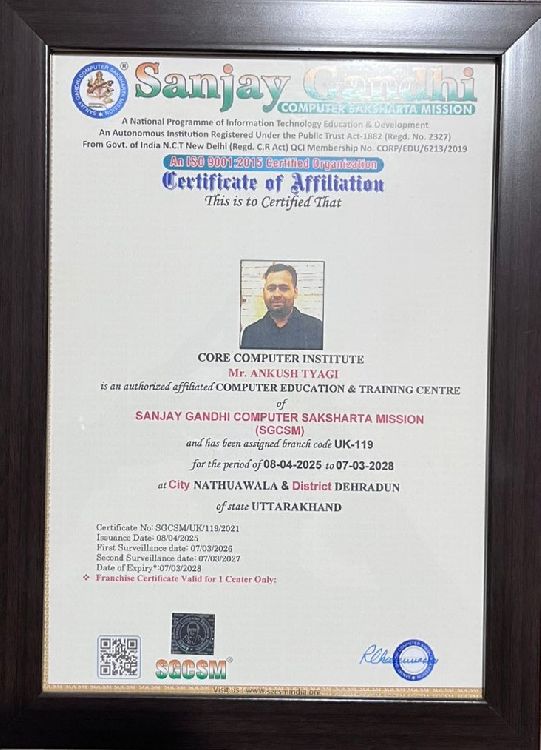 Sanjay Gandhi
COMPUTER SAKSHARTA MISSION
A National Programme of Information Technology Education & Development
An Autonomous Institution Registered Under the Public Trust Act-1882 (Regd. No. 2327)
From Govt. of India N.C.T New Delhi (Regd. C.R Act) QCI Membership No. CORP/EDU/6213/2019
An ISO 9001:2015 Certified Organization
Certificate of Affiliation
This is to Certified That
CORE COMPUTER INSTITUTE
Mr. ANKUSH TYAGI
is an authorized affiliated COMPUTER EDUCATION & TRAINING CENTRE
of
SANJAY GANDHI COMPUTER SAKSHARTA MISSION
(SGCSM)
and has been assigned branch code UK-119
for the period of 08-04-2025 to 07-03-2028
at City NATHUAWALA & District DEHRADUN
of state UTTARAKHAND
Certificate No: SGCSM/UK/119/2021
Issuance Date: 08/04/2025
First Surveillance date: 07/03/2026
Second Surveillance date: 07/03/2027
Date of Expiry*:07/03/2028
❖ Franchise Certificate Valid for 1 Center Only:
SGCSM®